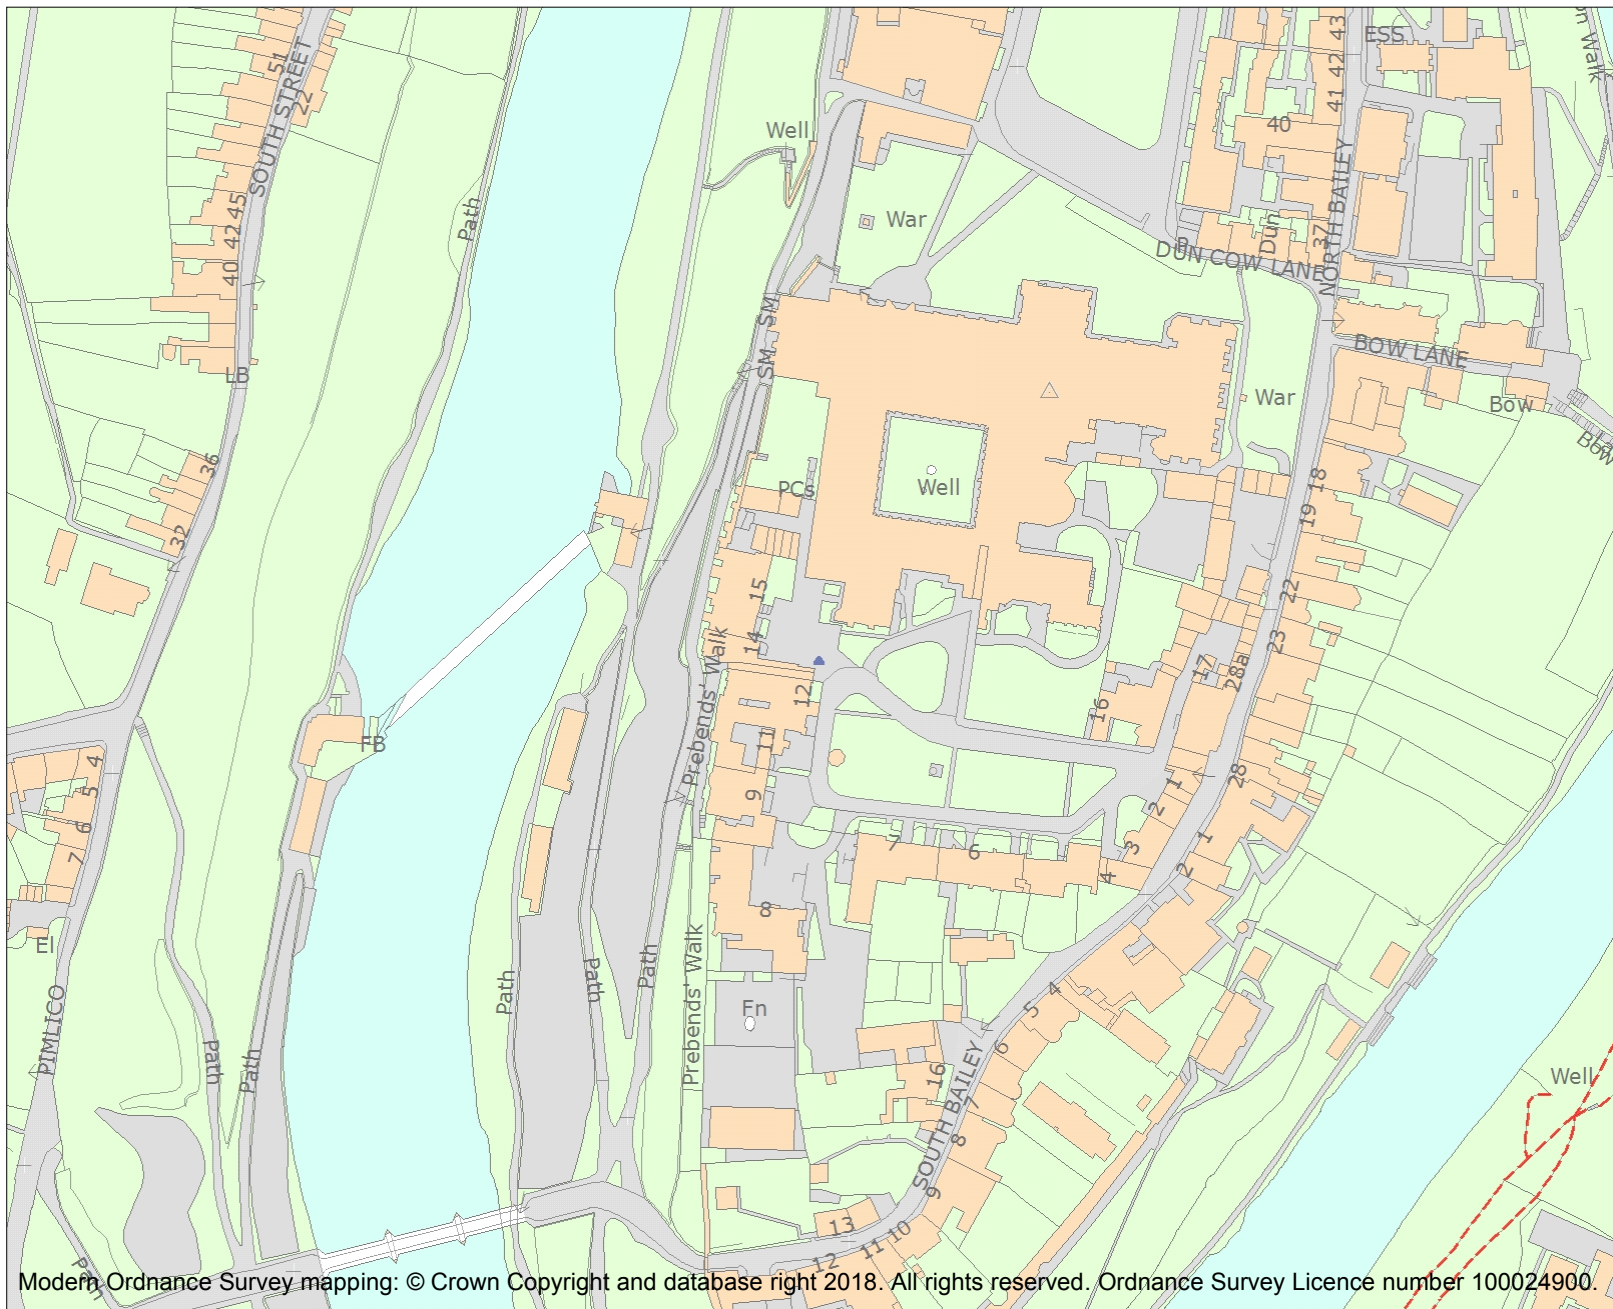 51
SOUTH STREET
22
Well
ESS
43
42
41
40
NORTH BAILEY
Path
45
42
40
War
Dun
37
P
DUN COW LANE
SM
SM
LB
BOW LANE
War
Bow
Bow
36
32
PCs
Well
18
19
15
14
22
23
17
28a
16
12
11
9
Prebends' Walk
FB
4
5
6
7
28
1
2
3
4
1
2
7
6
8
El
Path
Path
Path
Prebends' Walk
Fn
4
5
6
PIMLICO
Path
Path
16
7
8
9
SOUTH BAILEY
Well
13
12
11
10
Path
Modern Ordnance Survey mapping: © Crown Copyright and database right 2018. All rights reserved. Ordnance Survey Licence number 100024900.